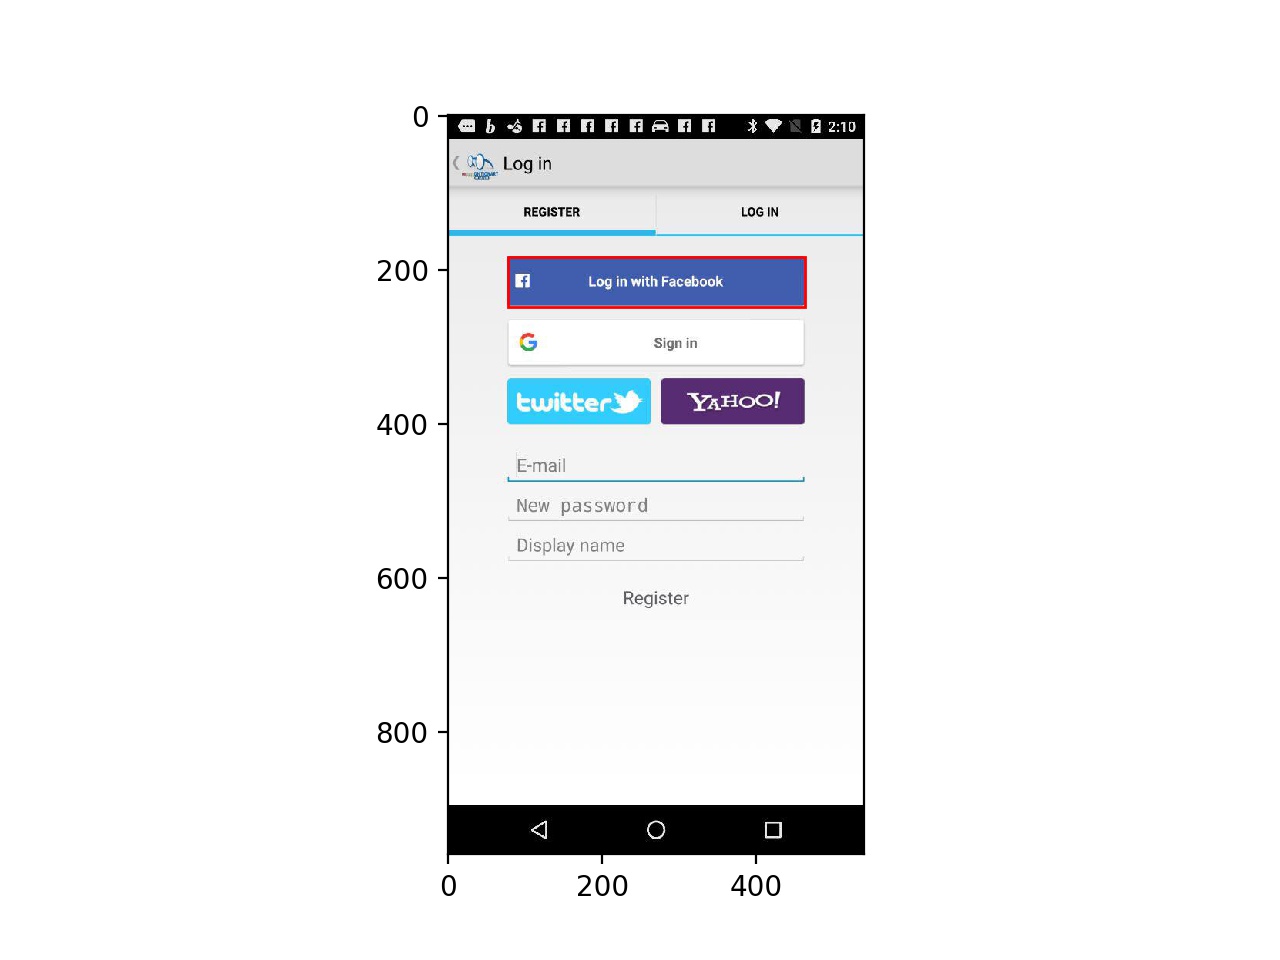 0
200
400
600
800
2:10
Log in
REGISTER
LOG IN
Log in with Facebook
Sign in
twitter
YAHOO!
E-mail
New password
Display name
Register
0
200
400